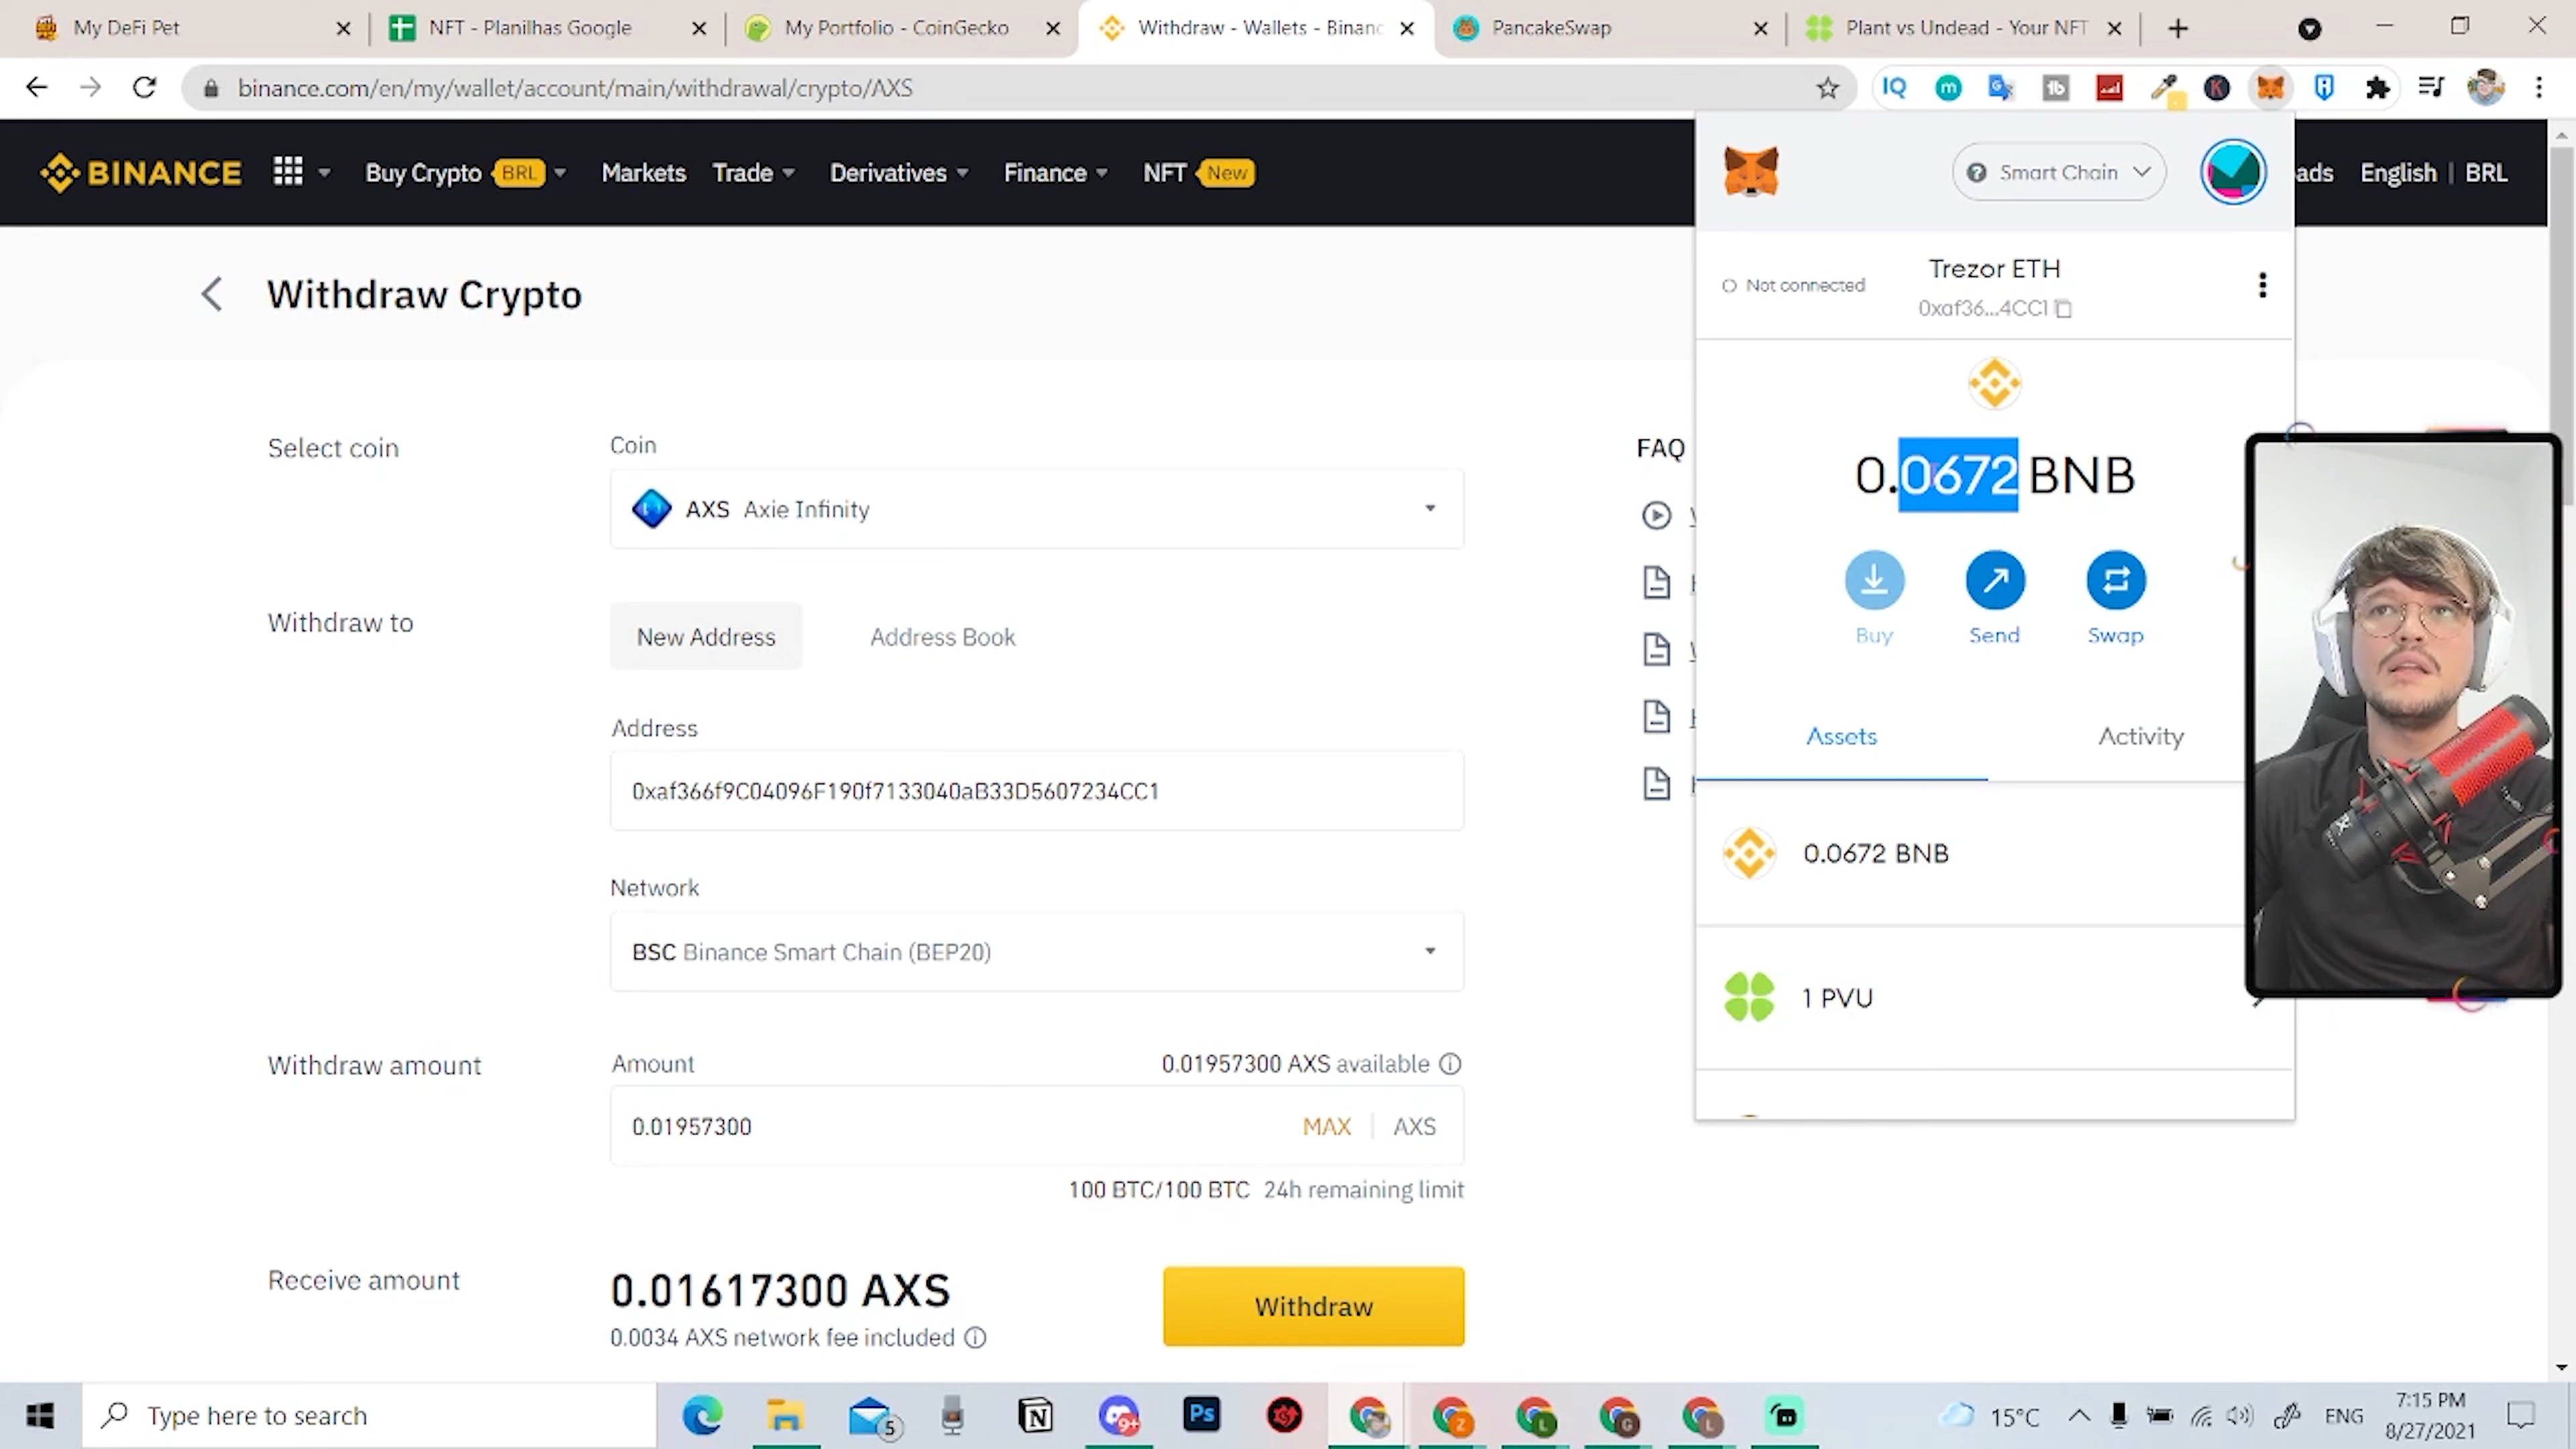 My DeFi Pet
NFT - Planilhas Google
My Portfolio - CoinGecko
Withdraw - Wallets - Binanc
PancakeSwap
Plant vs Undead - Your NFT
binance.com/en/my/wallet/account/main/withdrawal/crypto/AXS
BINANCE
Buy Crypto BRL
Markets
Trade
Derivatives
Finance
NFT New
ads
English | BRL
Smart Chain
Withdraw Crypto
Not connected
Trezor ETH
0xaf36...4CC1
Select coin
Coin
AXS Axie Infinity
FAQ
0.0672 BNB
Buy
Send
Swap
Withdraw to
New Address
Address Book
Assets
Activity
Address
0xaf366f9C04096F190f7133040aB33D5607234CC1
0.0672 BNB
Network
BSC Binance Smart Chain (BEP20)
1 PVU
Withdraw amount
Amount
0.01957300 AXS available
0.01957300
MAX | AXS
100 BTC/100 BTC 24h remaining limit
Receive amount
0.01617300 AXS
0.0034 AXS network fee included
Withdraw
Type here to search
5
9+
Ps
15°C
ENG
7:15 PM
8/27/2021